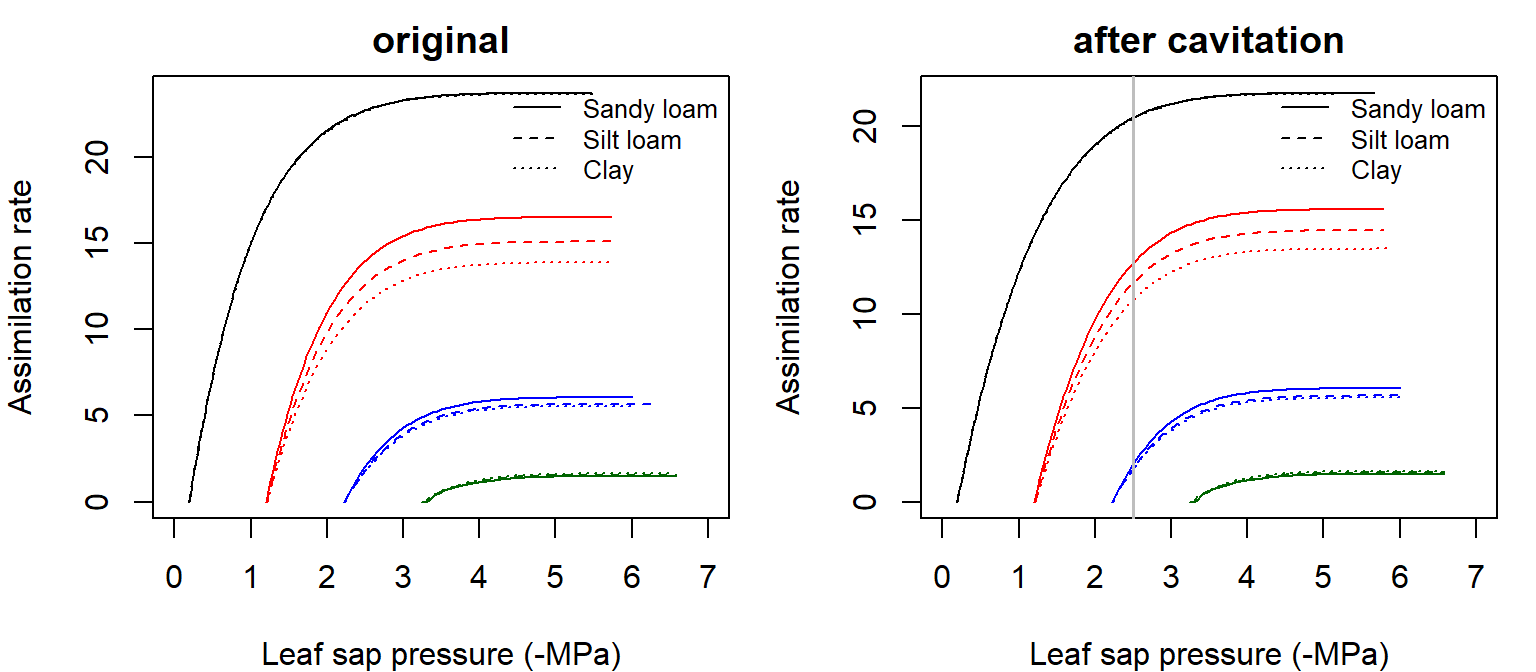 original
Assimilation rate
0 5 10 15 20
Sandy loam
Silt loam
Clay
0 1 2 3 4 5 6 7
Leaf sap pressure (-MPa)
after cavitation
Assimilation rate
0 5 10 15 20
Sandy loam
Silt loam
Clay
0 1 2 3 4 5 6 7
Leaf sap pressure (-MPa)